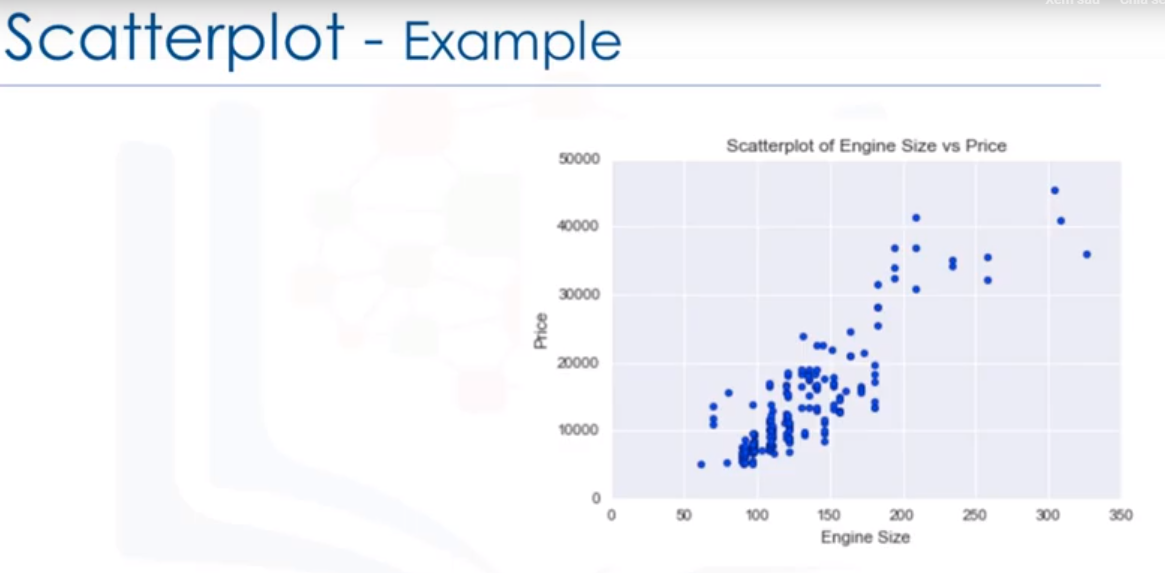 Scatterplot - Example
Scatterplot of Engine Size vs Price
50000
40000
30000
20000
10000
0
Price
0 50 100 150 200 250 300 350
Engine Size